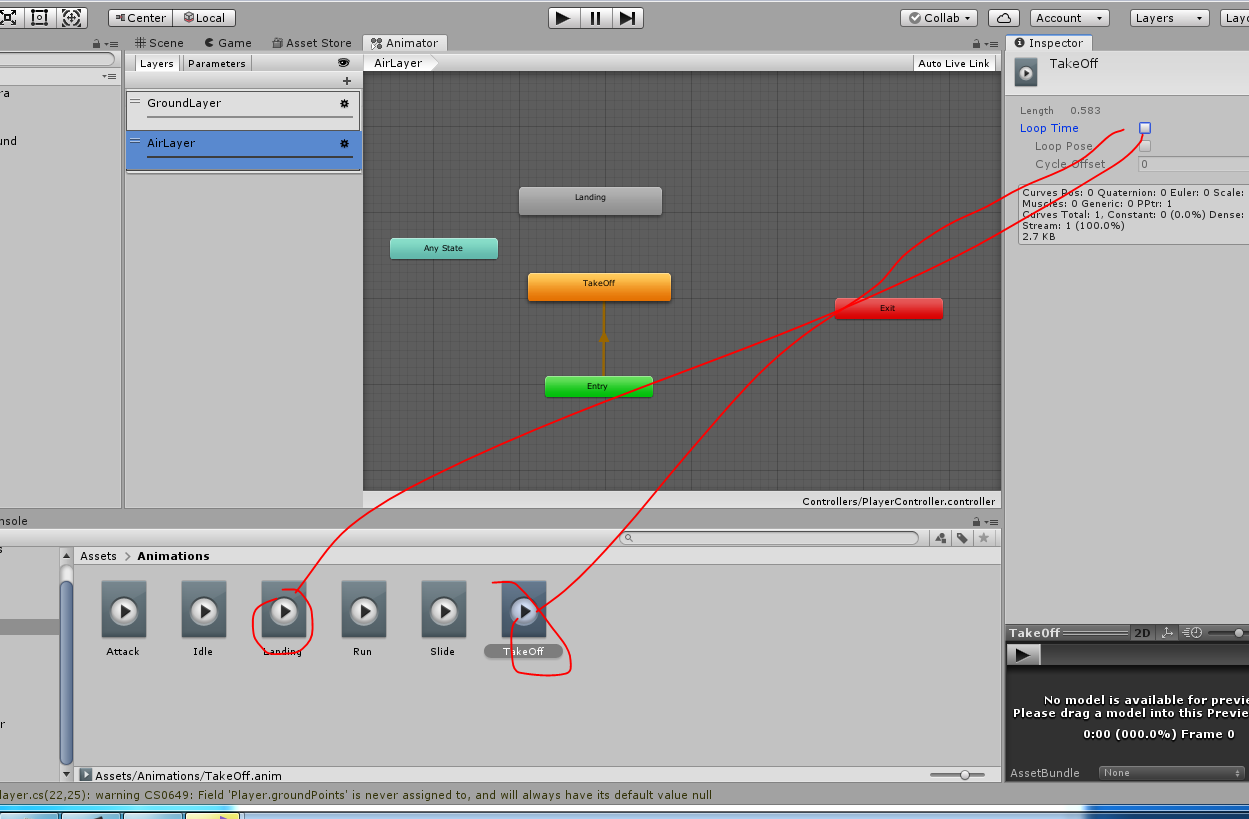 Center Local Collab Account Layers Layo
Scene Game Asset Store Animator Inspector
Layers Parameters AirLayer Auto Live Link TakeOff
ra
GroundLayer
Length 0.583
Loop Time
und
AirLayer
Loop Pose
Cycle Offset 0
Curves Pos: 0 Quaternion: 0 Euler: 0 Scale:
Muscles: 0 Generic: 0 PPtr: 1
Curves Total: 1, Constant: 0 (0.0%) Dense:
Stream: 1 (100.0%)
2.7 KB
Landing
Any State
TakeOff
Exit
Entry
Controllers/PlayerController.controller
nsole
Assets > Animations
Attack Idle Landing Run Slide TakeOff
TakeOff 2D
No model is available for previe
Please drag a model into this Previe
0:00 (000.0%) Frame 0
r
Assets/Animations/TakeOff.anim
AssetBundle None
layer.cs(22,25): warning CS0649: Field 'Player.groundPoints' is never assigned to, and will always have its default value null